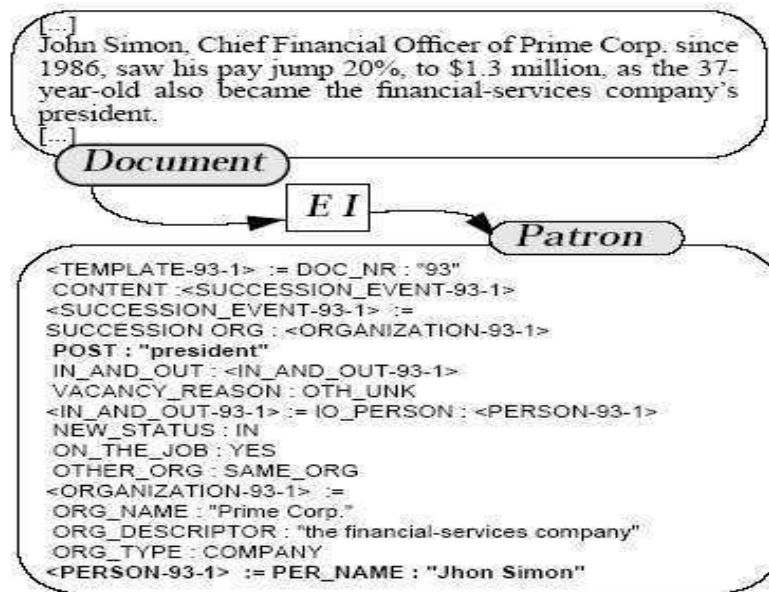 [...]
John Simon, Chief Financial Officer of Prime Corp. since
1986, saw his pay jump 20%, to $1.3 million, as the 37-
year-old also became the financial-services company's
president.
[...]
Document
E I
Patron
<TEMPLATE-93-1> := DOC_NR : "93"
CONTENT :<SUCCESSION_EVENT-93-1>
<SUCCESSION_EVENT-93-1> :=
SUCCESSION ORG : <ORGANIZATION-93-1>
POST : "president"
IN_AND_OUT : <IN_AND_OUT-93-1>
VACANCY_REASON : OTH_UNK
<IN_AND_OUT-93-1> := IO_PERSON : <PERSON-93-1>
NEW_STATUS : IN
ON_THE_JOB : YES
OTHER_ORG : SAME_ORG
<ORGANIZATION-93-1> :=
ORG_NAME : "Prime Corp."
ORG_DESCRIPTOR : "the financial-services company"
ORG_TYPE : COMPANY
<PERSON-93-1> := PER_NAME : "Jhon Simon"